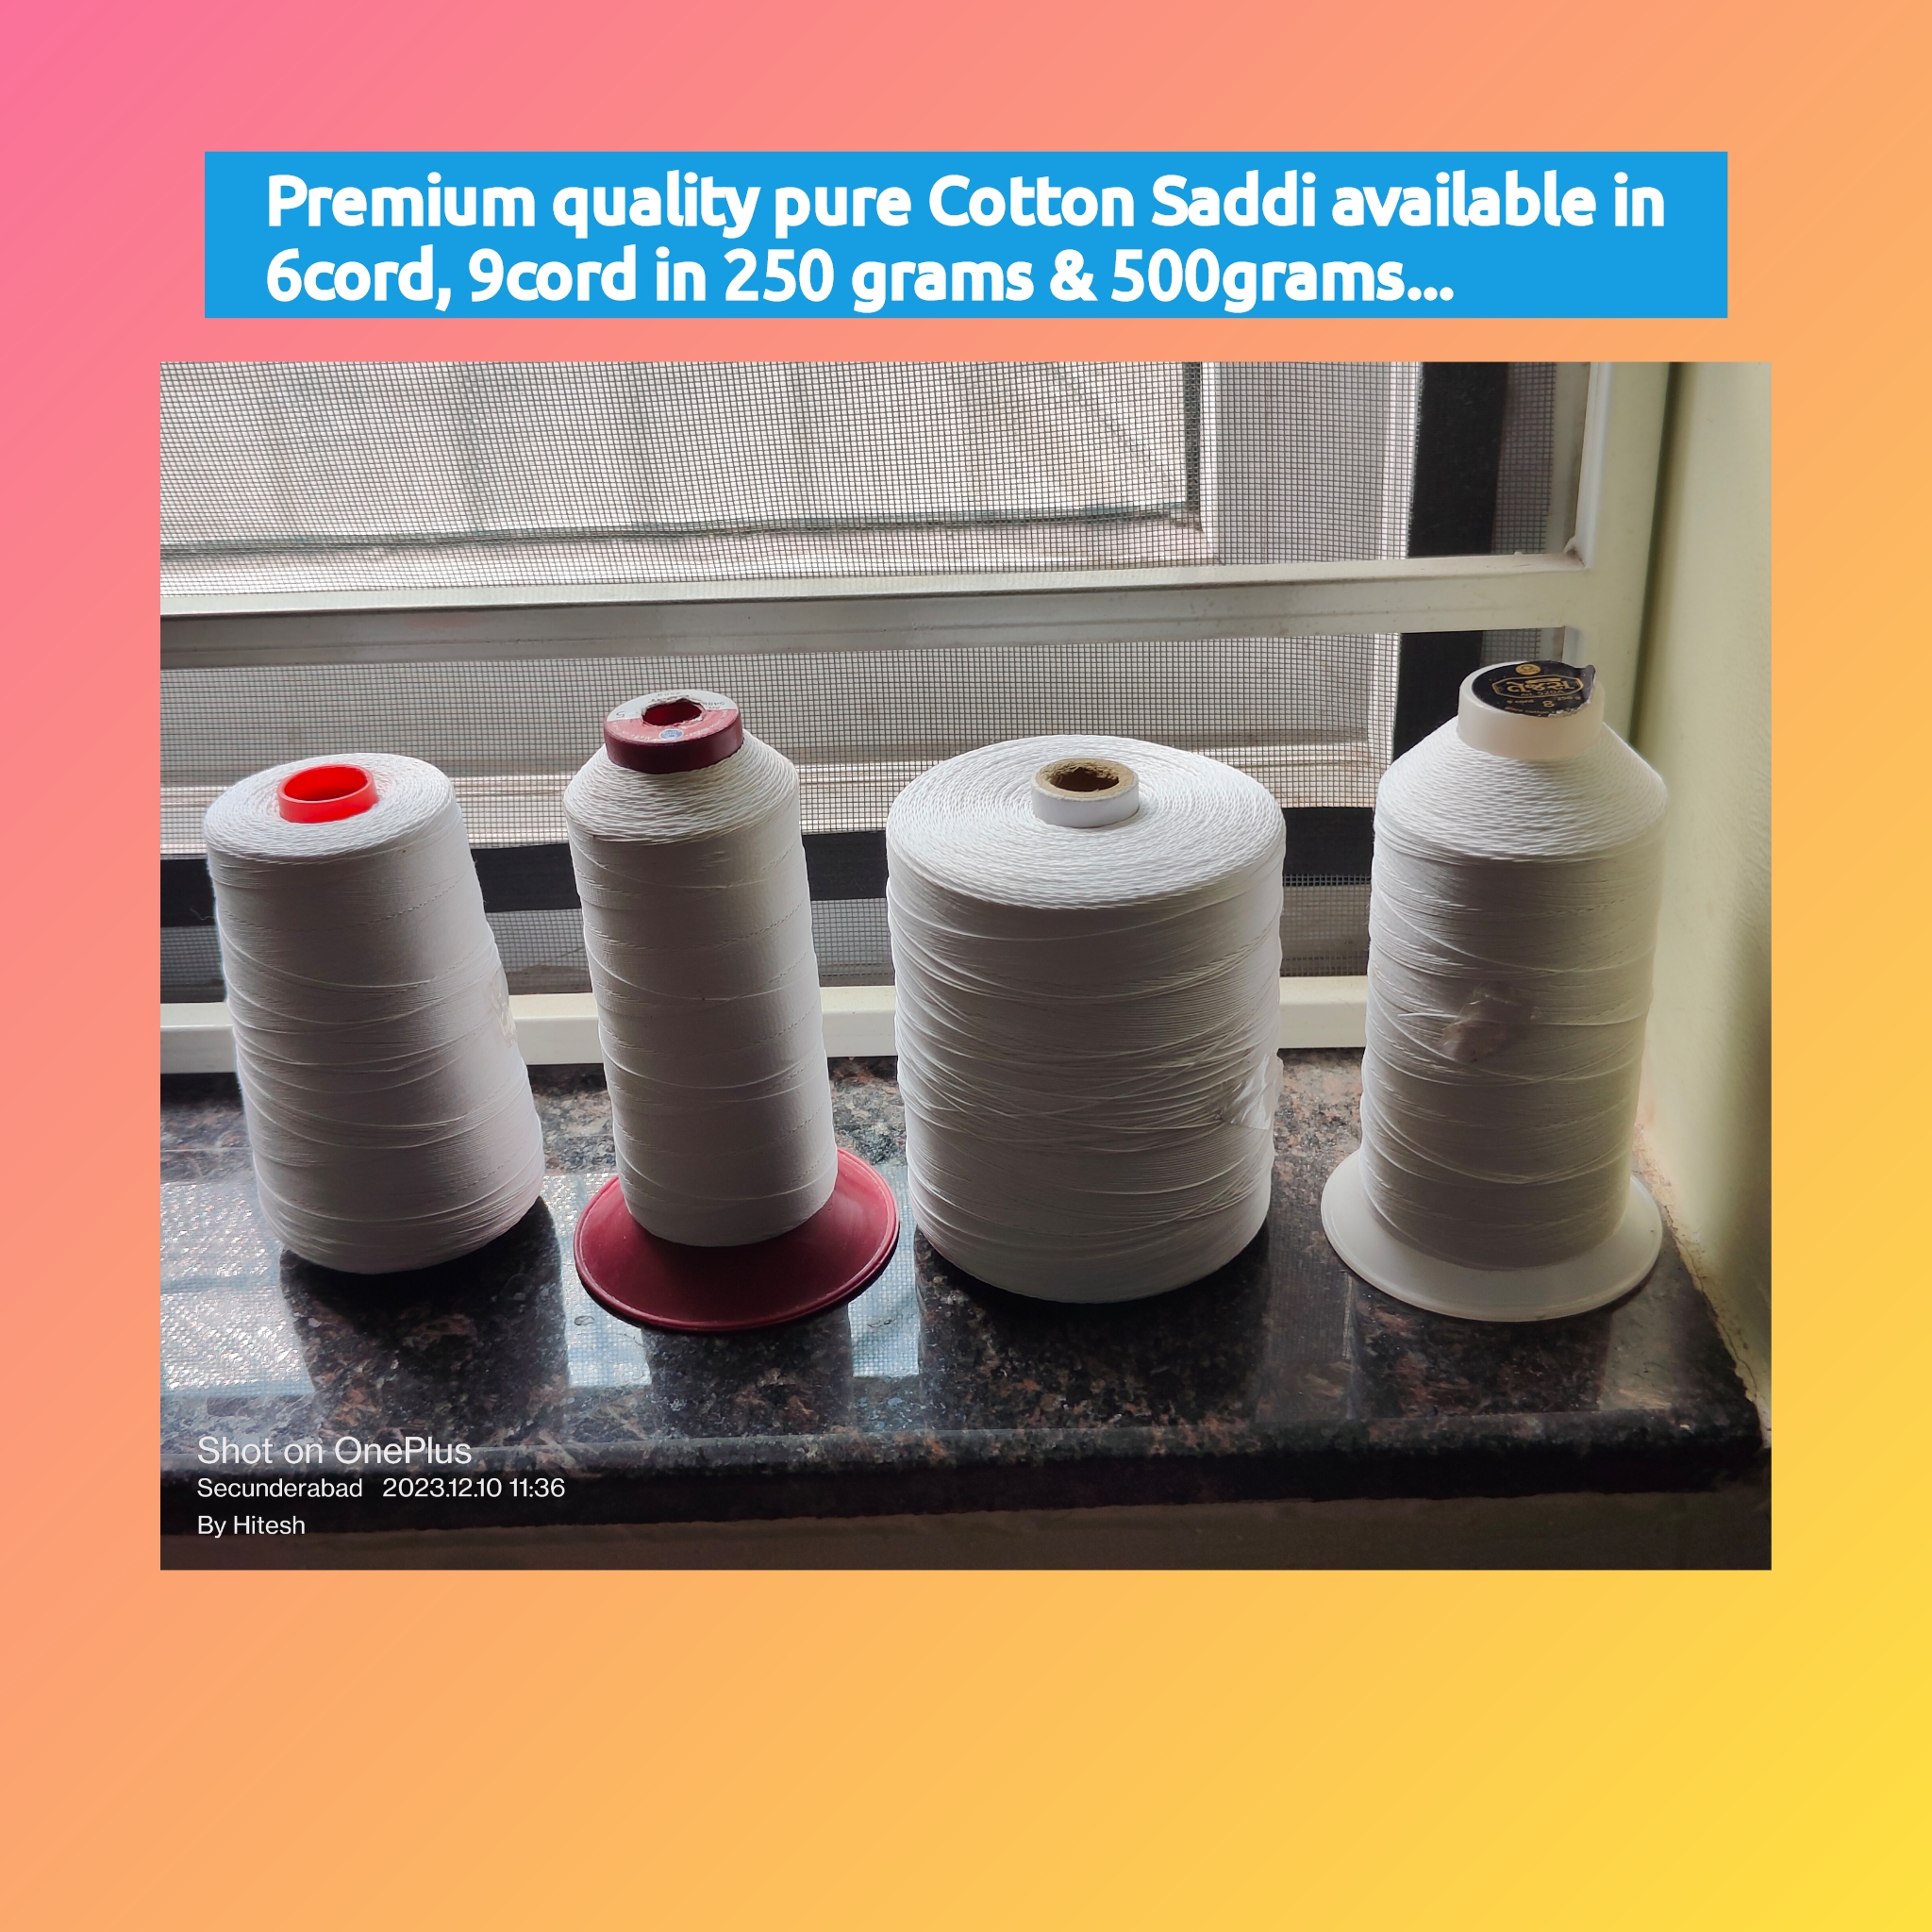 Premium quality pure Cotton Saddi available in
6cord, 9cord in 250 grams & 500grams...
Shot on OnePlus
Secunderabad 2023.12.10 11:36
By Hitesh